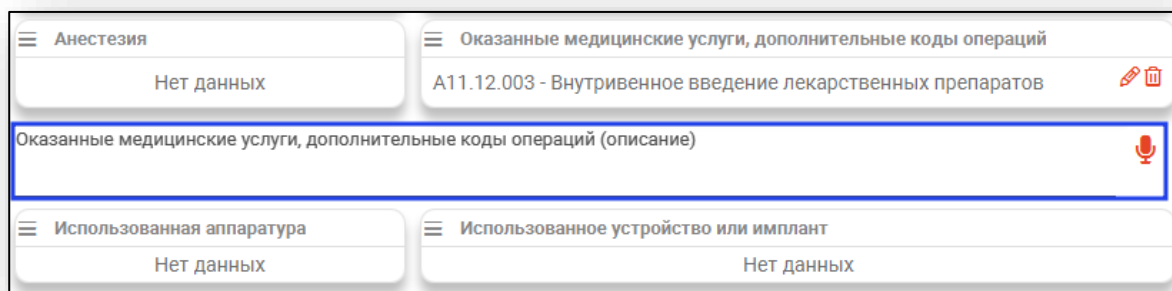 Анестезия
Оказанные медицинские услуги, дополнительные коды операций
Нет данных
A11.12.003 - Внутривенное введение лекарственных препаратов
Оказанные медицинские услуги, дополнительные коды операций (описание)
Использованная аппаратура
Использованное устройство или имплант
Нет данных
Нет данных